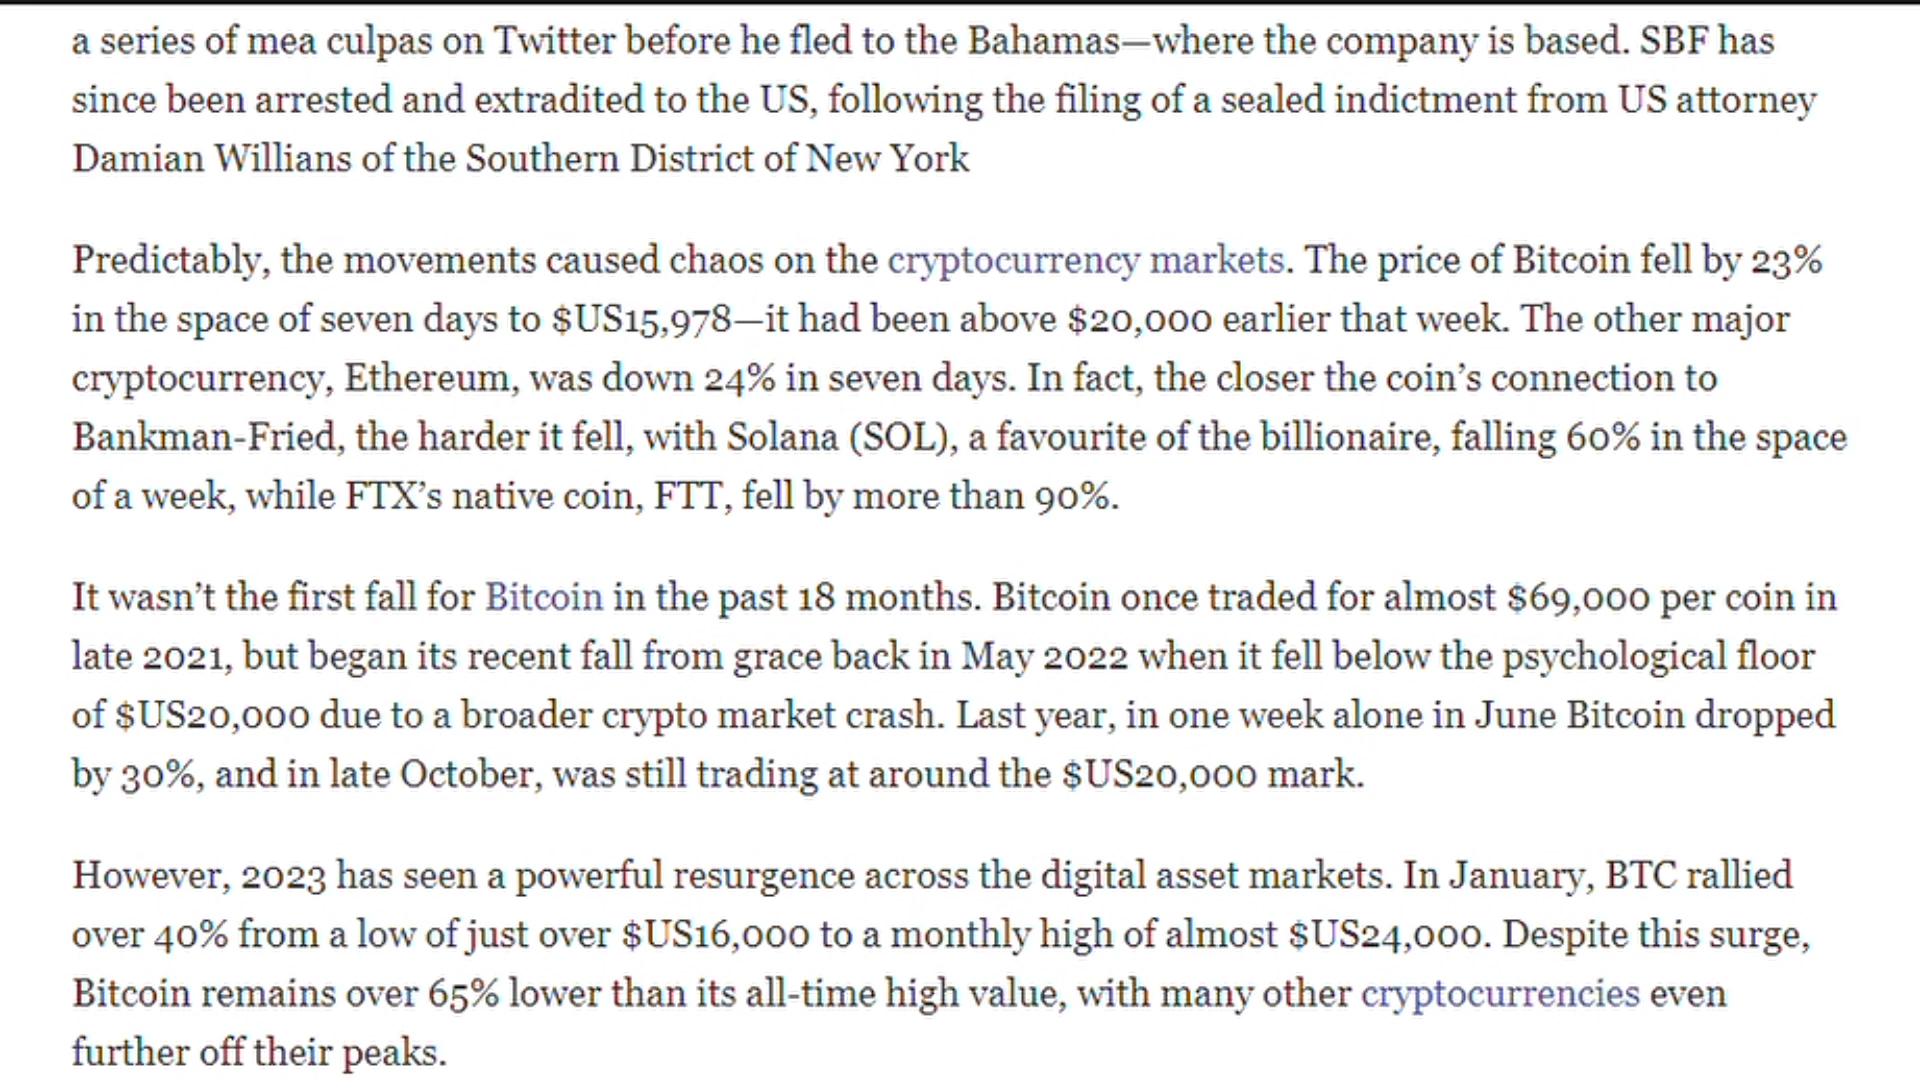 a series of mea culpas on Twitter before he fled to the Bahamas—where the company is based. SBF has
since been arrested and extradited to the US, following the filing of a sealed indictment from US attorney
Damian Willians of the Southern District of New York
Predictably, the movements caused chaos on the cryptocurrency markets. The price of Bitcoin fell by 23%
in the space of seven days to $US15,978—it had been above $20,000 earlier that week. The other major
cryptocurrency, Ethereum, was down 24% in seven days. In fact, the closer the coin’s connection to
Bankman-Fried, the harder it fell, with Solana (SOL), a favourite of the billionaire, falling 60% in the space
of a week, while FTX’s native coin, FTT, fell by more than 90%.
It wasn’t the first fall for Bitcoin in the past 18 months. Bitcoin once traded for almost $69,000 per coin in
late 2021, but began its recent fall from grace back in May 2022 when it fell below the psychological floor
of $US20,000 due to a broader crypto market crash. Last year, in one week alone in June Bitcoin dropped
by 30%, and in late October, was still trading at around the $US20,000 mark.
However, 2023 has seen a powerful resurgence across the digital asset markets. In January, BTC rallied
over 40% from a low of just over $US16,000 to a monthly high of almost $US24,000. Despite this surge,
Bitcoin remains over 65% lower than its all-time high value, with many other cryptocurrencies even
further off their peaks.